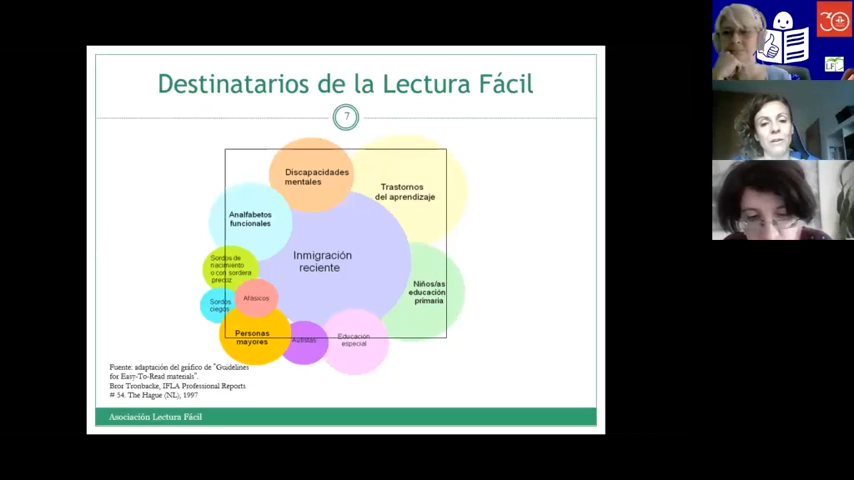 Destinatarios de la Lectura Fácil
7
Discapacidades
mentales
Trastornos
del aprendizaje
Analfabetos
funcionales
Inmigración
reciente
Sordos de
nacimiento
o con sordera
precoz
Niños/as
educación
primaria
Sordos
ciegos
Afásicos
Personas
mayores
Autistas
Educación
especial
Fuente: adaptación del gráfico de "Guidelines
for Easy-To-Read materials".
Bror Tronbacke, IFLA Professional Reports
# 54. The Hague (NL), 1997
Asociación Lectura Fácil
30
LF